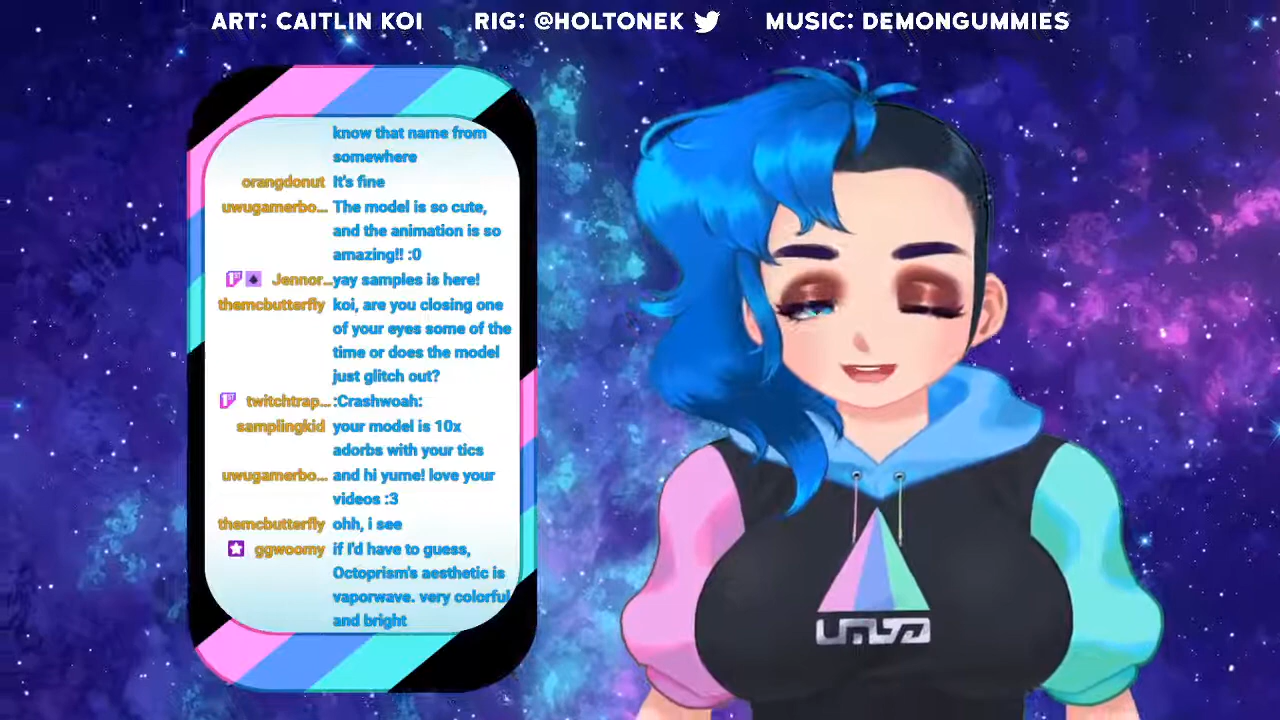 ART: CAITLIN KOI RIG: @HOLTONEK MUSIC: DEMONGUMMIES
know that name from
somewhere
orangdonut It's fine
uwugamerbo... The model is so cute,
and the animation is so
amazing!! :0
Jennor... yay samples is here!
themcbutterfly koi, are you closing one
of your eyes some of the
time or does the model
just glitch out?
twitchtrap... :Crashwoah:
samplingkid your model is 10x
adorbs with your tics
uwugamerbo... and hi yume! love your
videos :3
themcbutterfly ohh, i see
ggwoomy if I'd have to guess,
Octoprism's aesthetic is
vaporwave. very colorful
and bright